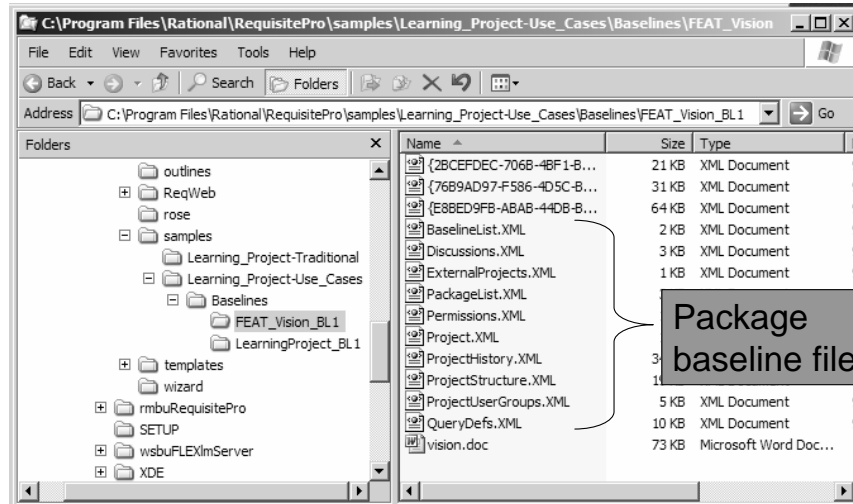 C:\Program Files\Rational\RequisitePro\samples\Learning_Project-Use_Cases\Baselines\FEAT_Vision
File Edit View Favorites Tools Help
Back Search Folders
Address C:\Program Files\Rational\RequisitePro\samples\Learning_Project-Use_Cases\Baselines\FEAT_Vision_BL1 Go
Folders x
outlines
ReqWeb
rose
samples
Learning_Project-Traditional
Learning_Project-Use_Cases
Baselines
FEAT_Vision_BL1
LearningProject_BL1
templates
wizard
rmbuRequisitePro
SETUP
wsbuFLEXlmServer
XDE
Name Size Type
{2BCEFDEC-706B-4BF1-B... 21 KB XML Document
{76B9AD97-F586-4D5C-B... 31 KB XML Document
{E8BED9FB-ABAB-44DB-B... 64 KB XML Document
BaselineList.XML 2 KB XML Document
Discussions.XML 3 KB XML Document
ExternalProjects.XML 1 KB XML Document
PackageList.XML
Permissions.XML
Project.XML
ProjectHistory.XML
ProjectStructure.XML
ProjectUserGroups.XML 5 KB XML Document
QueryDefs.XML 10 KB XML Document
vision.doc 73 KB Microsoft Word Doc...
Package
baseline file